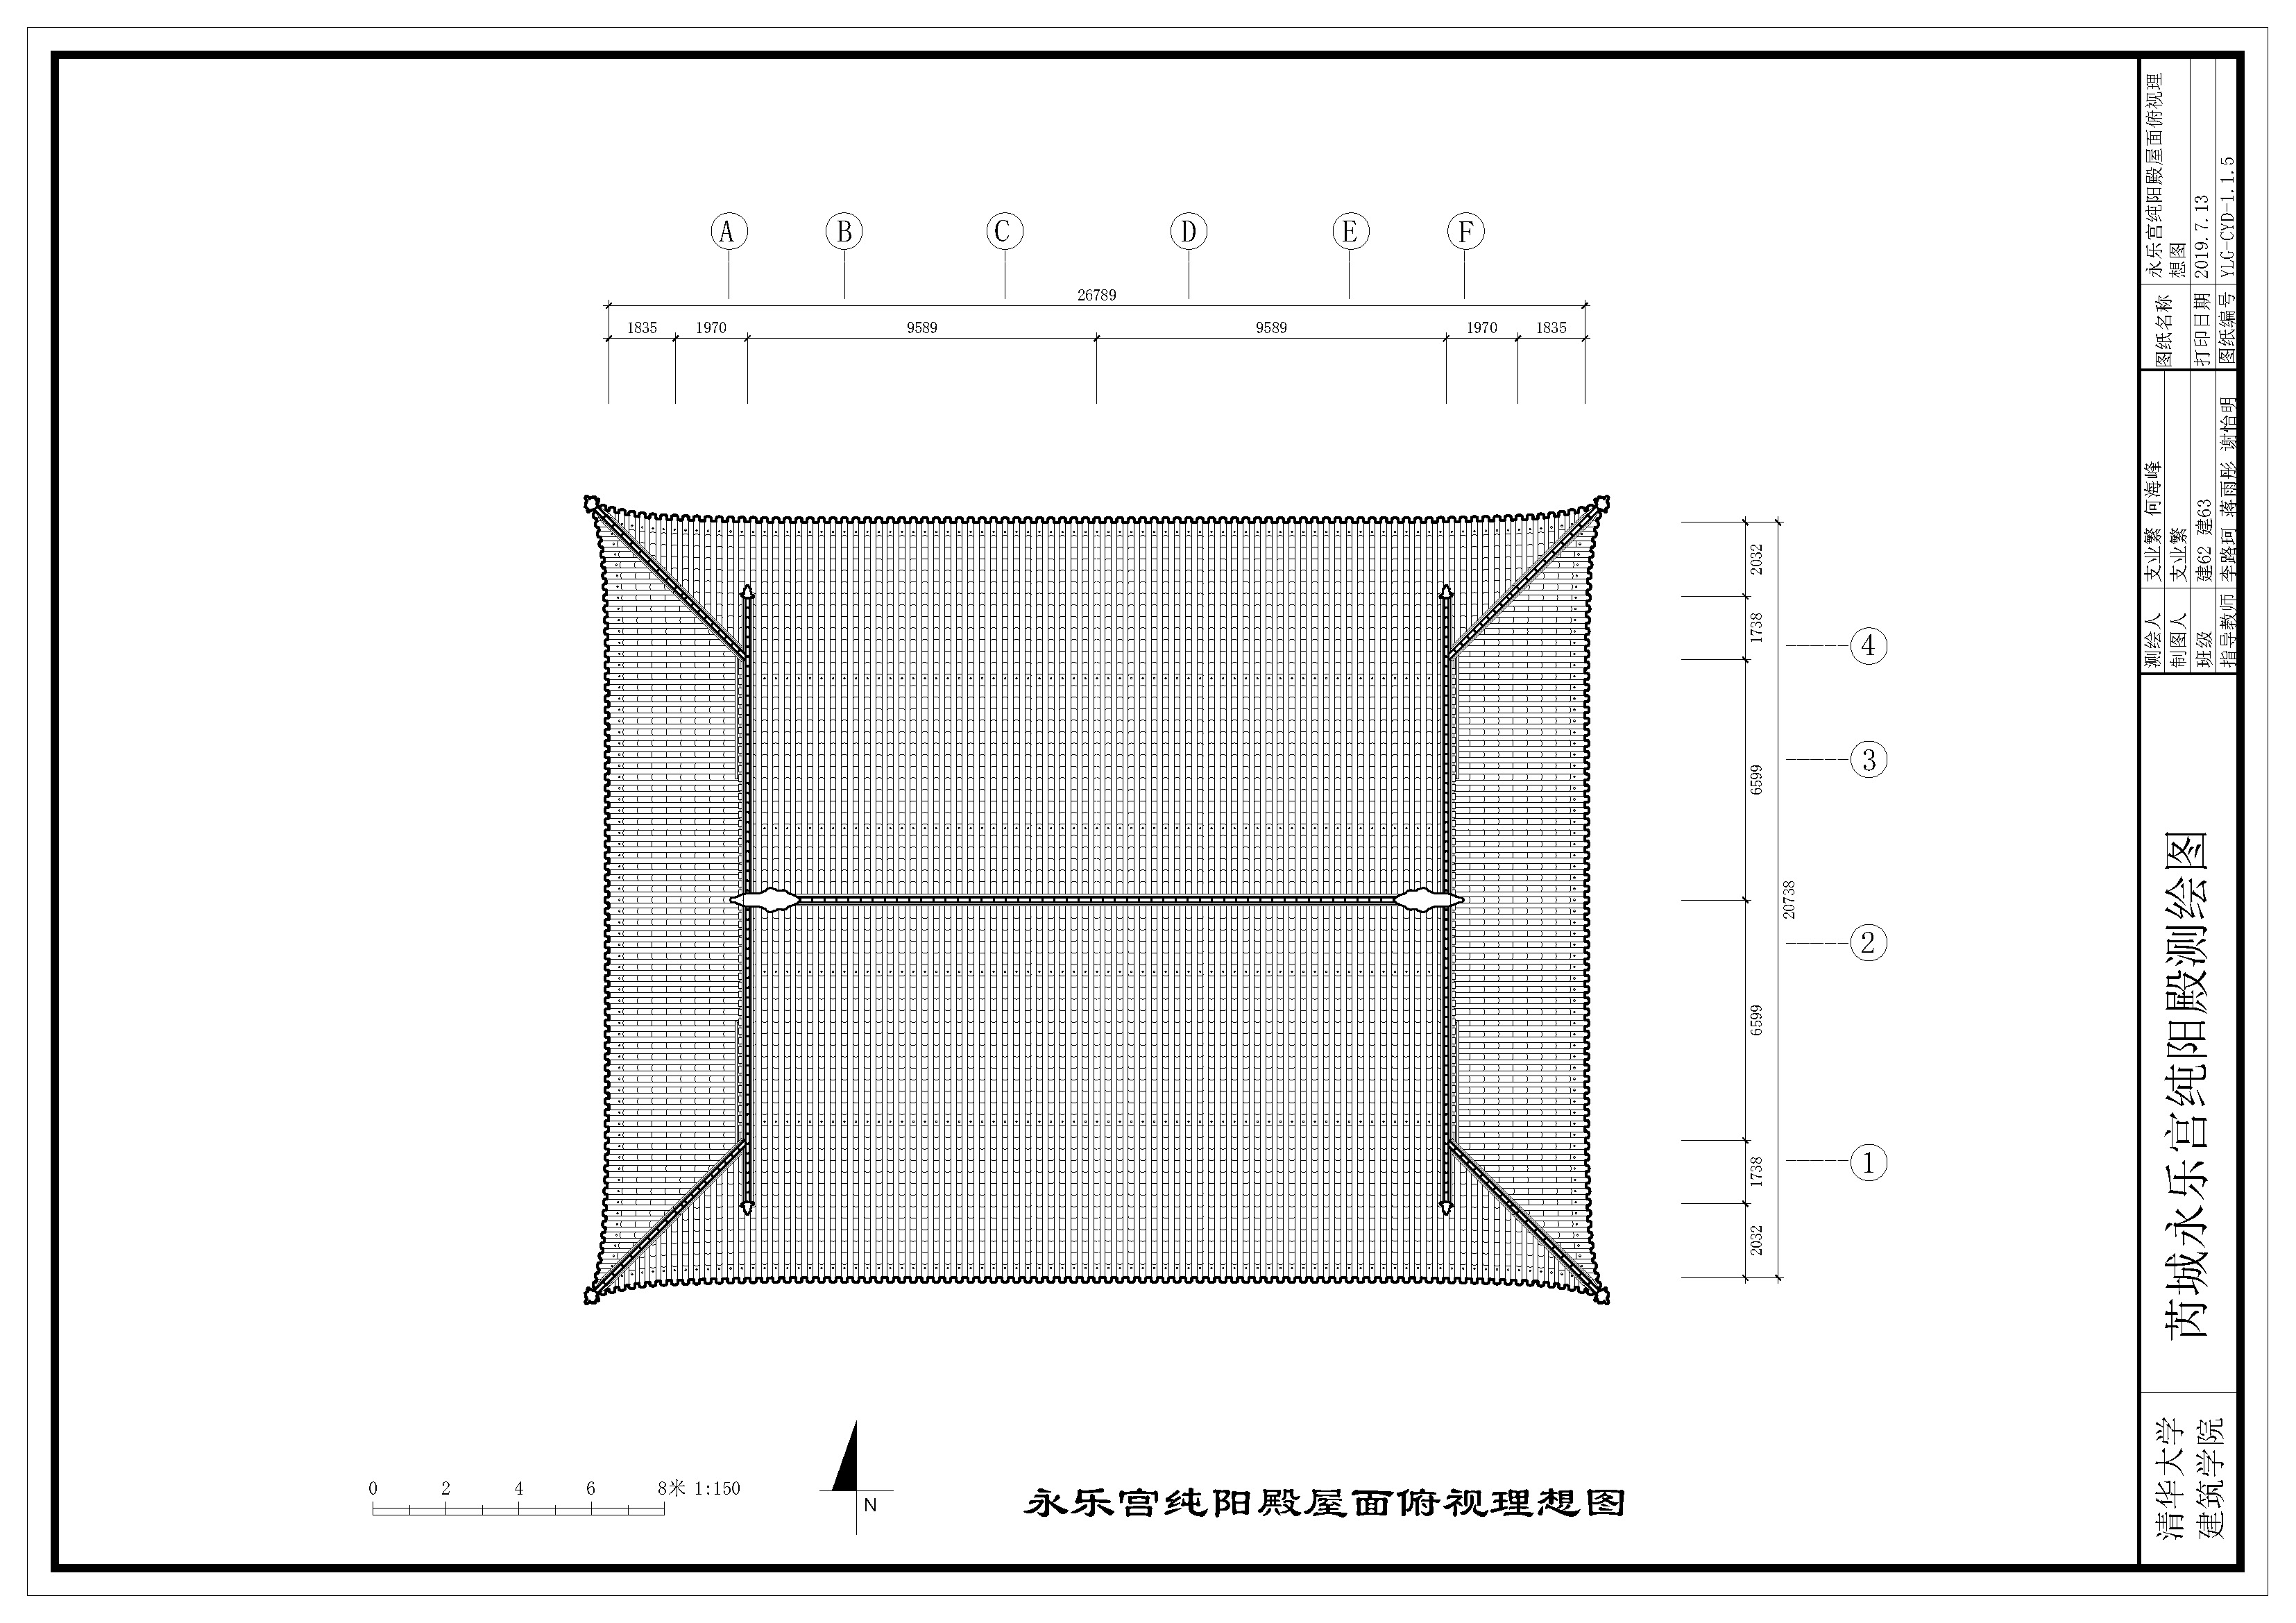 A B C D E F
26789
1835 1970 9589 9589 1970 1835
2032
1738
6599
6599
1738
2032
20738
4
3
2
1
0 2 4 6 8米 1:150
N
永乐宫纯阳殿屋面俯视理想图
图纸名称 永乐宫纯阳殿屋面俯视理
想图
打印日期 2019.7.13
图纸编号 YLG-CYD-1.1.5
测绘人 支业繁 何海峰
制图人 支业繁
班级 建62 建63
指导教师 李路珂 蒋雨彤 谢怡明
芮城永乐宫纯阳殿测绘图
清华大学
建筑学院